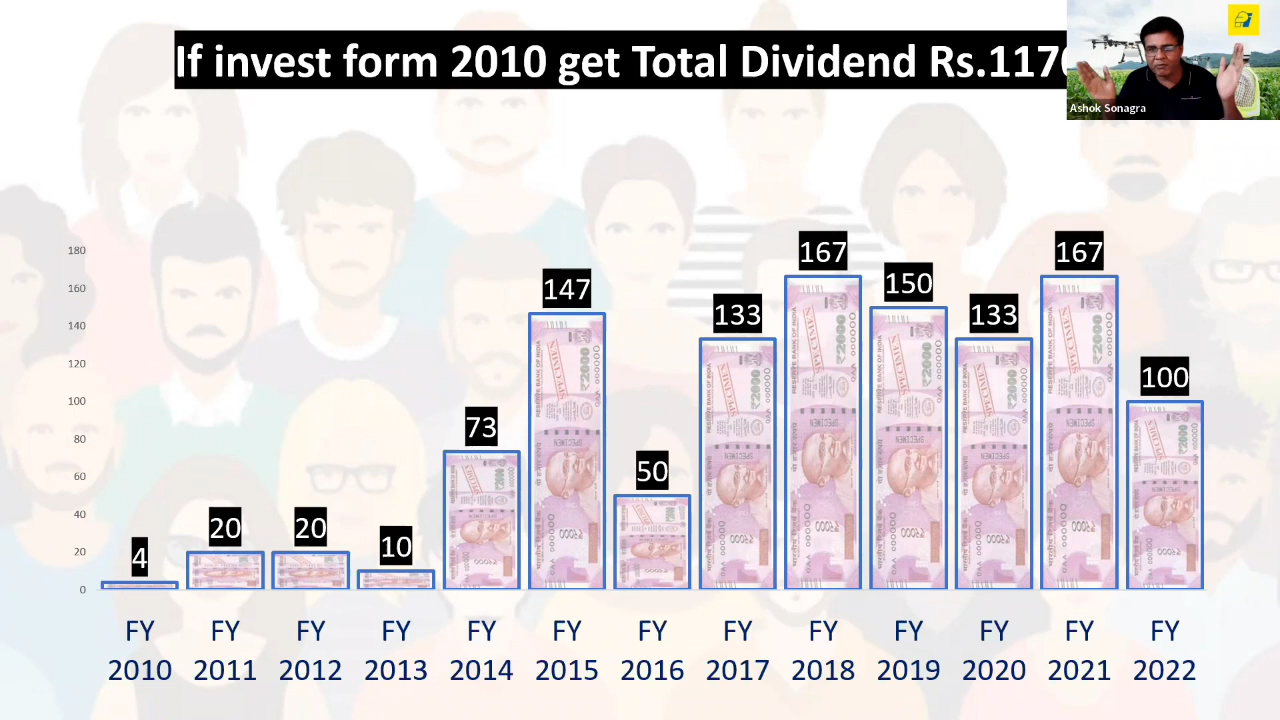 If invest form 2010 get Total Dividend Rs.117
Ashok Sonagra
180
160
140
120
100
80
60
40
20
0
4
20
20
10
73
147
50
133
167
150
133
167
100
FY 2010
FY 2011
FY 2012
FY 2013
FY 2014
FY 2015
FY 2016
FY 2017
FY 2018
FY 2019
FY 2020
FY 2021
FY 2022